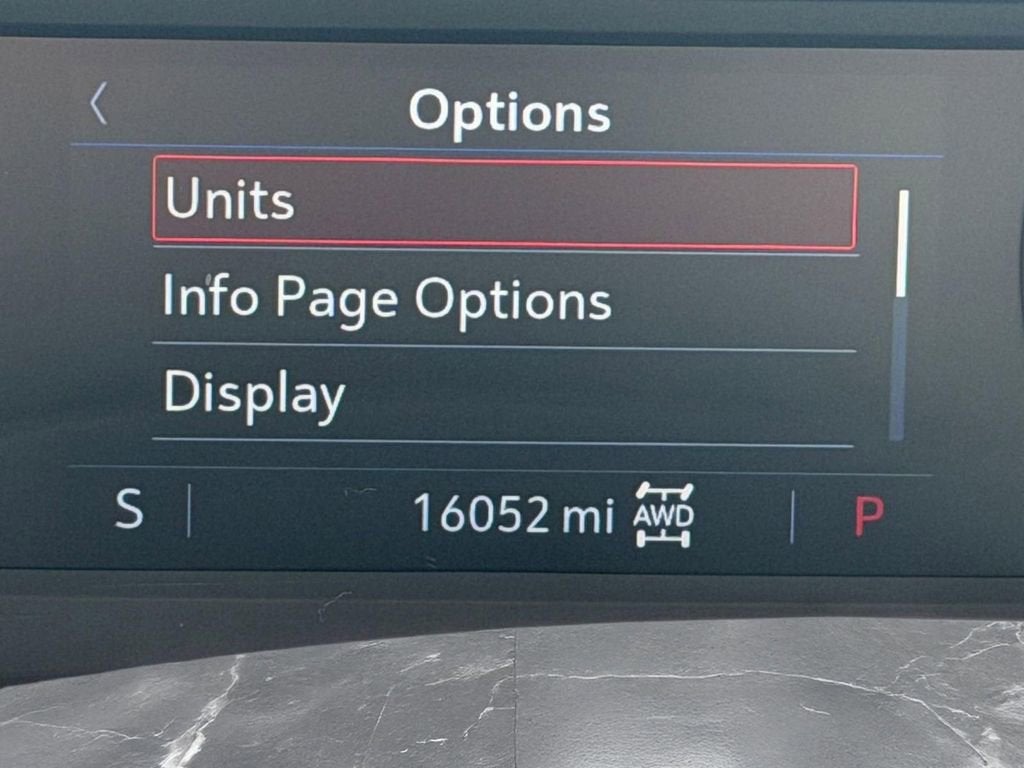 Options
Units
Info Page Options
Display
S 16052 mi AWD P